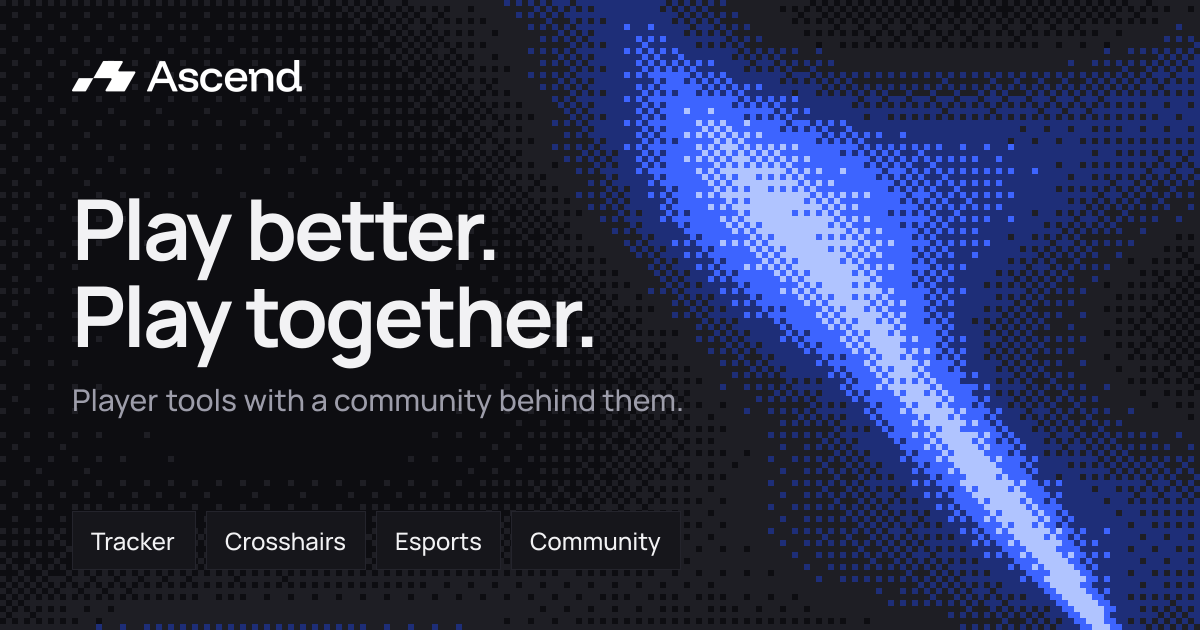 Ascend
Play better.
Play together.
Player tools with a community behind them.
Tracker
Crosshairs
Esports
Community